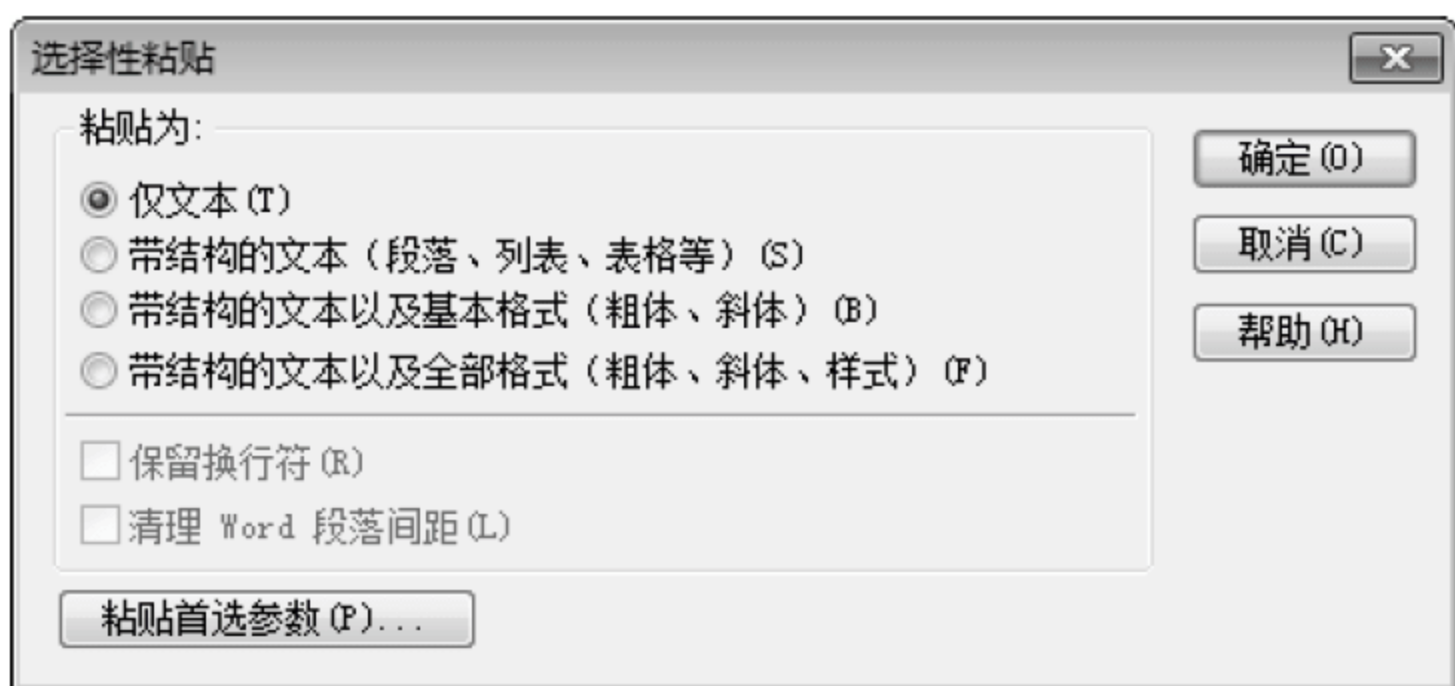 选择性粘贴
粘贴为:
仅文本(T)
带结构的文本（段落、列表、表格等）(S)
带结构的文本以及基本格式（粗体、斜体）(B)
带结构的文本以及全部格式（粗体、斜体、样式）(F)
保留换行符(R)
清理 Word 段落间距(L)
粘贴首选参数(P)...
确定(O)
取消(C)
帮助(H)